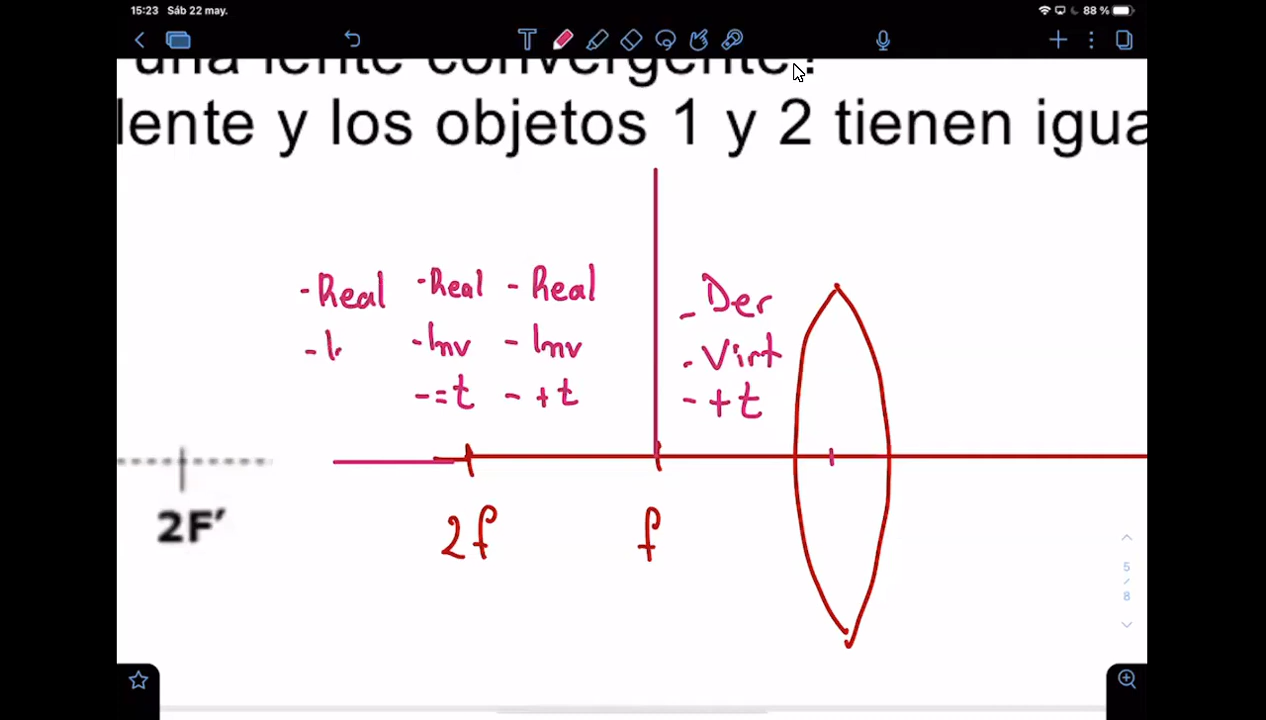 15:23 Sáb 22 may. 88 %
una lente convergente?
lente y los objetos 1 y 2 tienen igua
-Real -Real - Real - Der
- I -Inv - Inv - Virt
-=t - +t - +t
2F′ 2f f
5
/
8